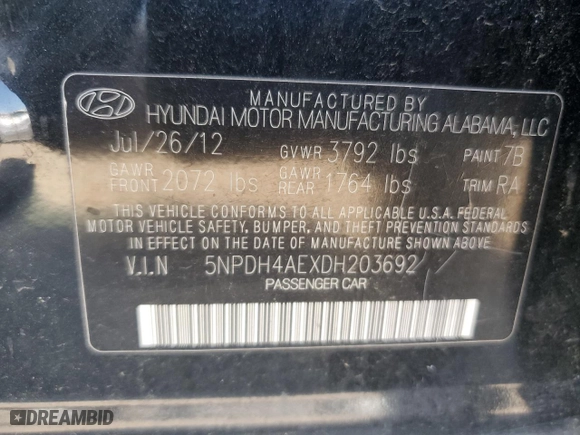 MANUFACTURED BY
HYUNDAI MOTOR MANUFACTURING ALABAMA, LLC
Jul/26/12 GVWR 3792 lbs PAINT 7B
GAWR FRONT 2072 lbs GAWR REAR 1764 lbs TRIM RA
THIS VEHICLE CONFORMS TO ALL APPLICABLE U.S.A. FEDERAL
MOTOR VEHICLE SAFETY, BUMPER, AND THEFT PREVENTION
STANDARDS IN EFFECT ON THE DATE OF MANUFACTURE SHOWN ABOVE.
V.I.N 5NPDH4AEXDH203692
PASSENGER CAR
DREAMBID